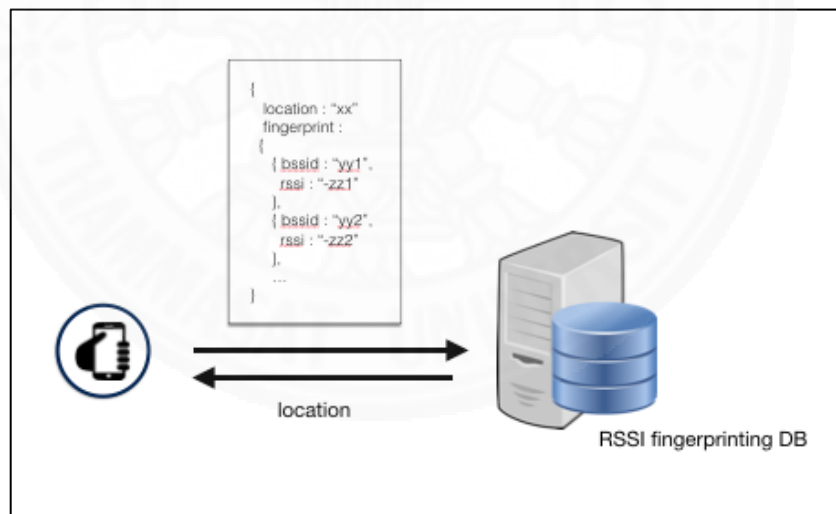 {
location : “xx”
fingerprint :
{
{ bssid : “yy1”,
rssi : “-zz1”
},
{ bssid : “yy2”,
rssi : “-zz2”
},
...
}
location
RSSI fingerprinting DB